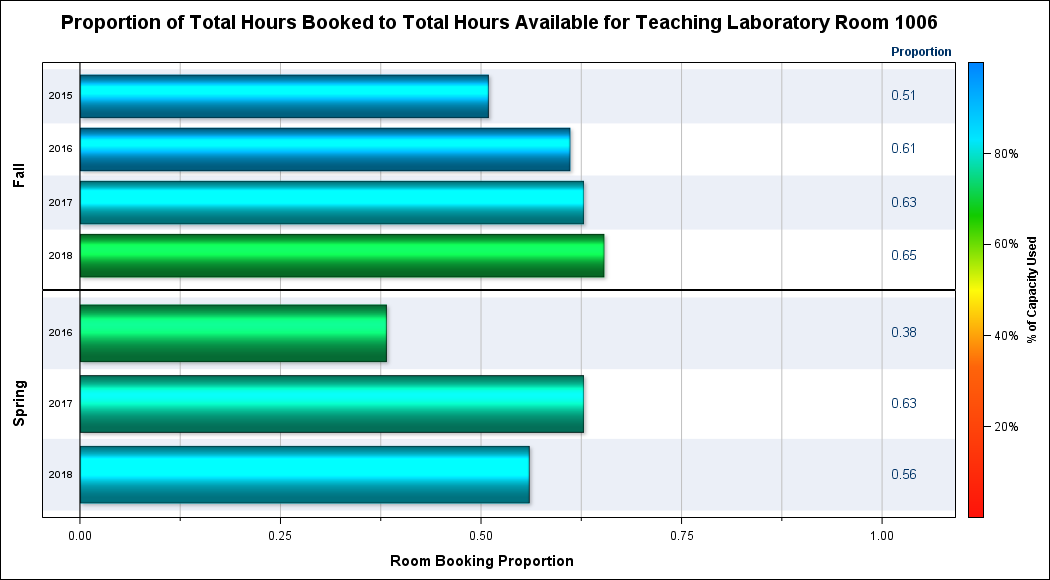 Proportion of Total Hours Booked to Total Hours Available for Teaching Laboratory Room 1006
Proportion
Fall
2015 0.51
2016 0.61
2017 0.63
2018 0.65
Spring
2016 0.38
2017 0.63
2018 0.56
0.00 0.25 0.50 0.75 1.00
Room Booking Proportion
80%
60%
40%
20%
% of Capacity Used